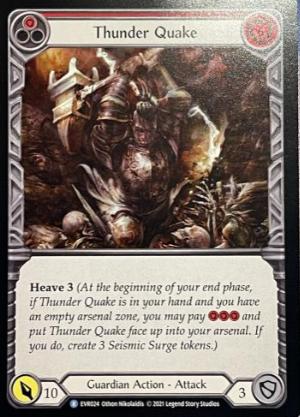 Thunder Quake
Heave 3 (At the beginning of your end phase,
if Thunder Quake is in your hand and you have
an empty arsenal zone, you may pay and
put Thunder Quake face up into your arsenal. If
you do, create 3 Seismic Surge tokens.)
10 Guardian Action - Attack 3
R EVR024 Othon Nikolaidis © 2021 Legend Story Studios